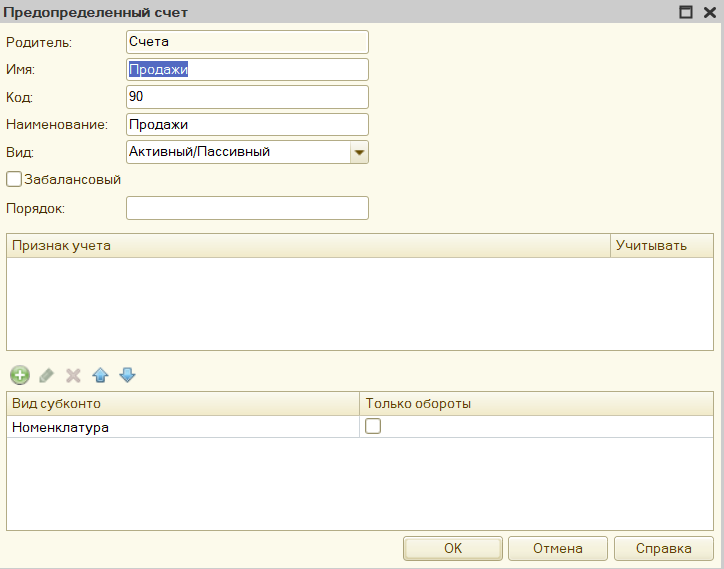 Предопределенный счет
Родитель: Счета
Имя: Продажи
Код: 90
Наименование: Продажи
Вид: Активный/Пассивный
Забалансовый
Порядок:
Признак учета Учитывать
Вид субконто Только обороты
Номенклатура
OK Отмена Справка